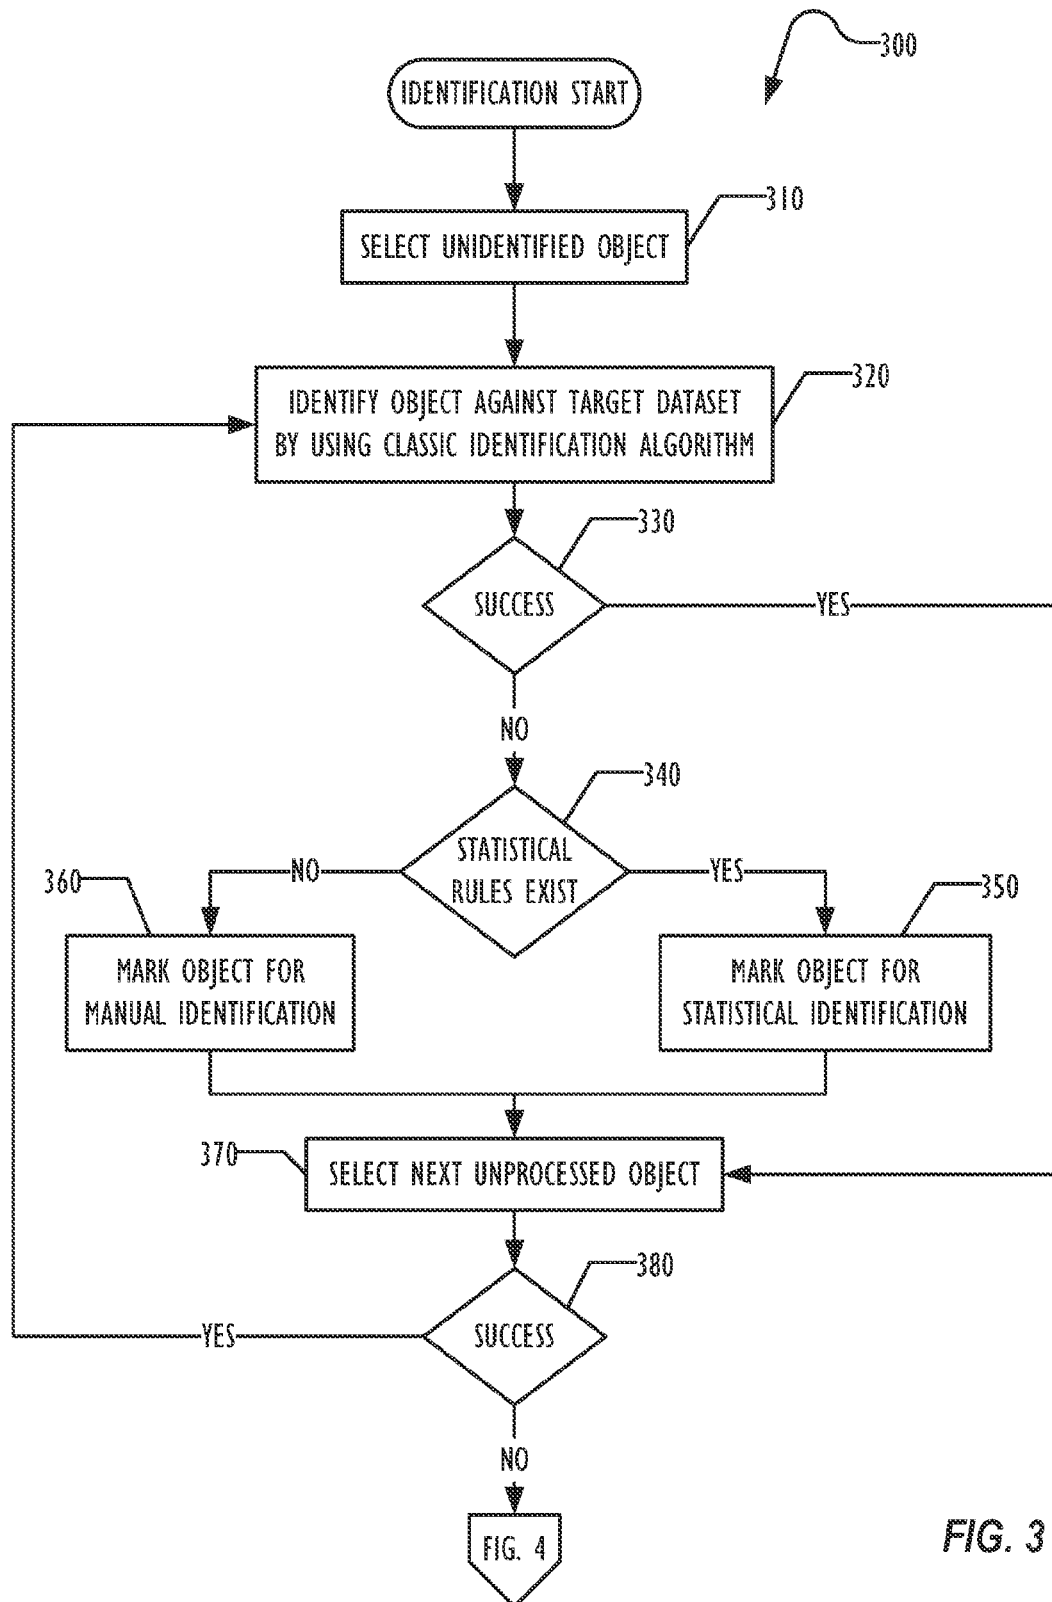 300
IDENTIFICATION START
310
SELECT UNIDENTIFIED OBJECT
320
IDENTIFY OBJECT AGAINST TARGET DATASET
BY USING CLASSIC IDENTIFICATION ALGORITHM
330
SUCCESS
YES
NO
340
STATISTICAL
RULES EXIST
NO
YES
360
350
MARK OBJECT FOR
MANUAL IDENTIFICATION
MARK OBJECT FOR
STATISTICAL IDENTIFICATION
370
SELECT NEXT UNPROCESSED OBJECT
380
SUCCESS
YES
NO
FIG. 4
FIG. 3